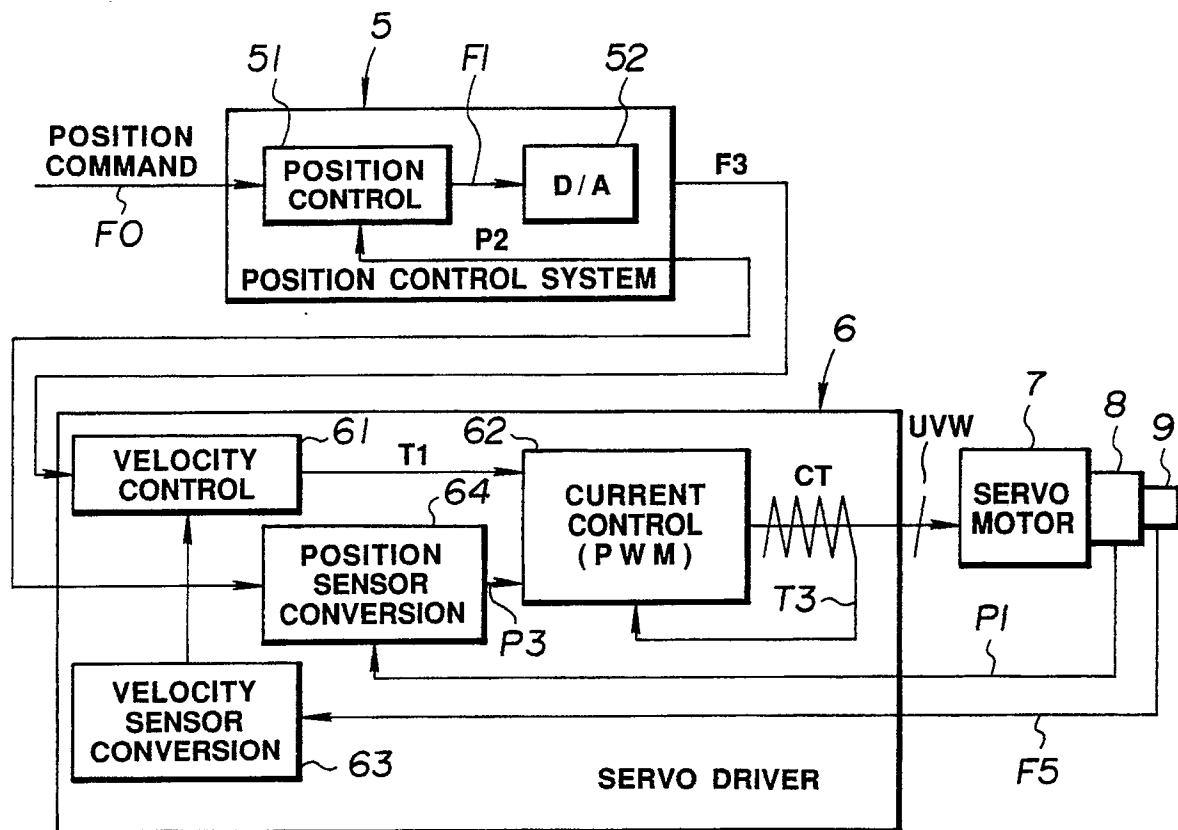 5
51
F1
52
POSITION
COMMAND
F0
POSITION
CONTROL
D/A
F3
P2
POSITION CONTROL SYSTEM
6
7
8
9
61
62
UVW
VELOCITY
CONTROL
T1
64
CURRENT
CONTROL
(PWM)
CT
SERVO
MOTOR
POSITION
SENSOR
CONVERSION
P3
T3
P1
VELOCITY
SENSOR
CONVERSION
63
F5
SERVO DRIVER